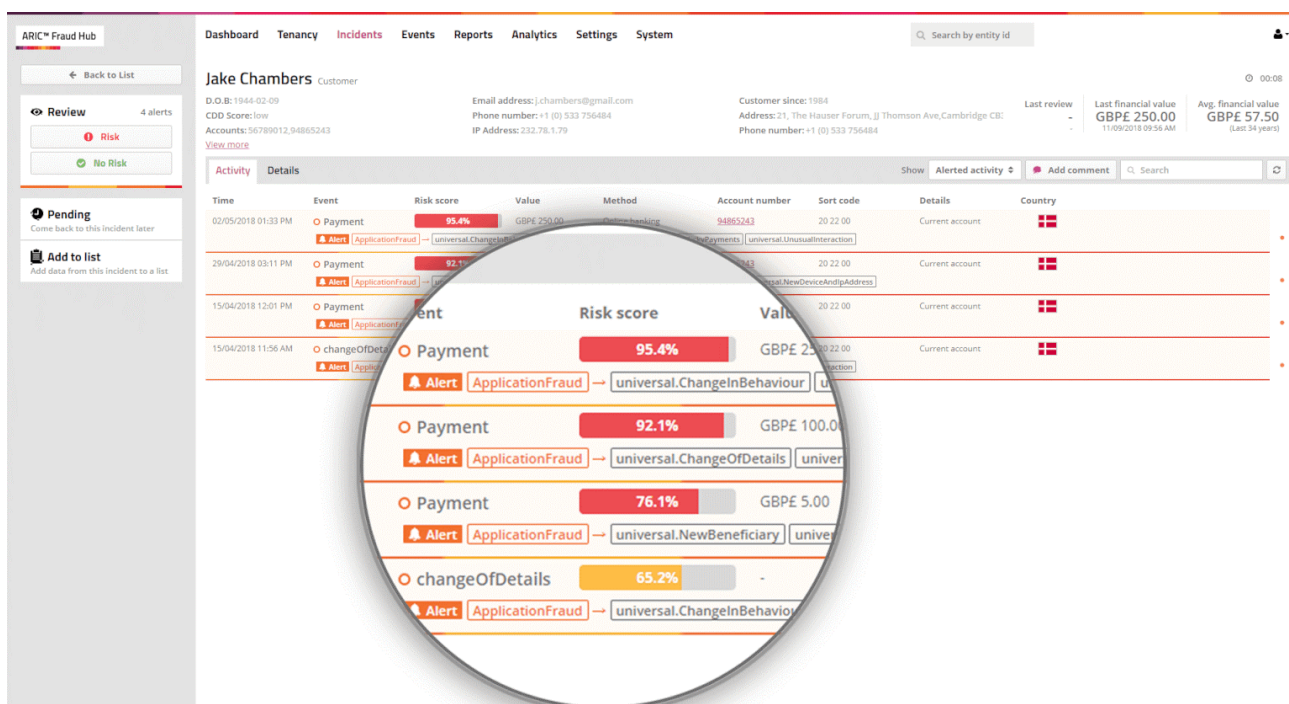 ARIC™ Fraud Hub
Dashboard Tenancy Incidents Events Reports Analytics Settings System
Search by entity id
Back to List
Review 4 alerts
Risk
No Risk
Pending
Come back to this incident later
Add to list
Add data from this incident to a list
Jake Chambers Customer
00:08
D.O.B: 1944-02-09
CDD Score: low
Accounts: 56789012,94865243
View more
Email address: j.chambers@gmail.com
Phone number: +1 (0) 533 756484
IP Address: 232.78.1.79
Customer since: 1984
Address: 21, The Hauser Forum, JJ Thomson Ave,Cambridge CB:
Phone number: +1 (0) 533 756484
Last review
-
-
Last financial value
GBP£ 250.00
11/09/2018 09:56 AM
Avg. financial value
GBP£ 57.50
(Last 34 years)
Activity Details
Show Alerted activity Add comment Search
Time Event Risk score Value Method Account number Sort code Details Country
02/05/2018 01:33 PM Payment 95.4% GBP£ 250.00 Online banking 94865243 20 22 00 Current account
Alert ApplicationFraud → universal.ChangeIn universal.UnusualInteraction
29/04/2018 03:11 PM Payment 92.1% 20 22 00 Current account
Alert ApplicationFraud → NewDeviceAndIpAddress
15/04/2018 12:01 PM Payment 20 22 00 Current account
Alert
15/04/2018 11:56 AM changeOfDeta 20 22 00 Current account
Alert
Risk score
Payment 95.4% GBP£
Alert ApplicationFraud → universal.ChangeInBehaviour
Payment 92.1% GBP£ 100.00
Alert ApplicationFraud → universal.ChangeOfDetails univer
Payment 76.1% GBP£ 5.00
Alert ApplicationFraud → universal.NewBeneficiary univer
changeOfDetails 65.2% -
Alert ApplicationFraud → universal.ChangeInBehaviou